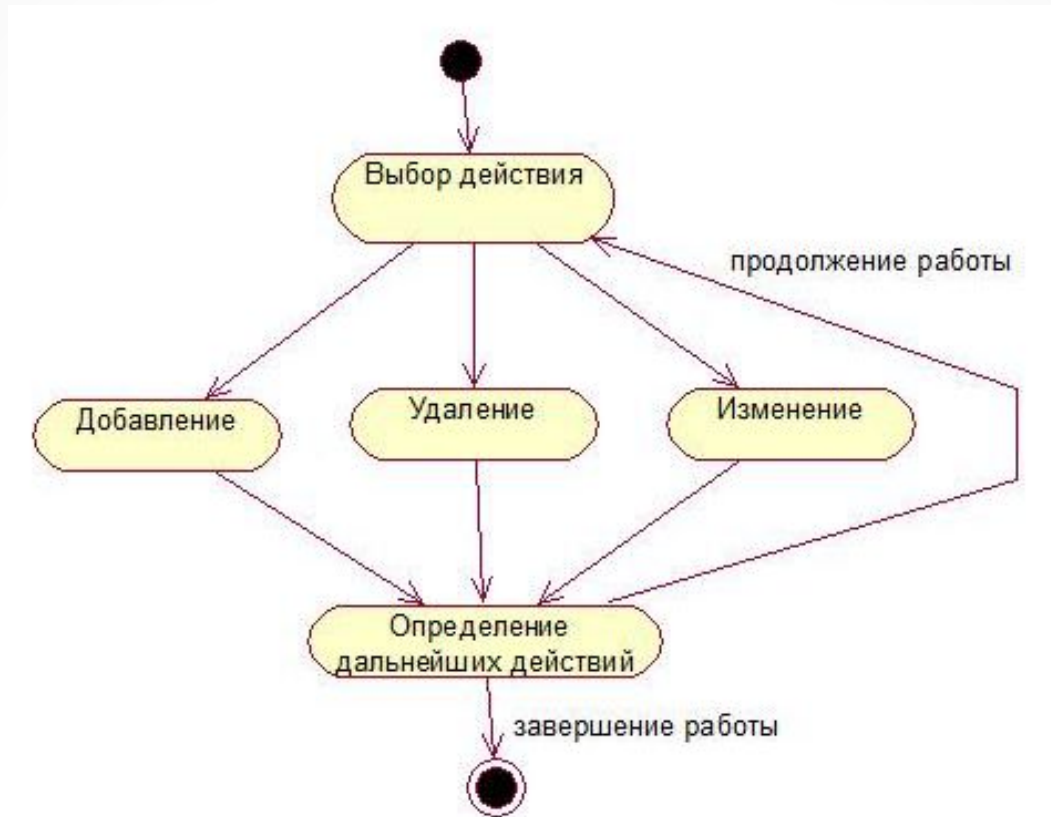 Выбор действия
продолжение работы
Добавление
Удаление
Изменение
Определение
дальнейших действий
завершение работы